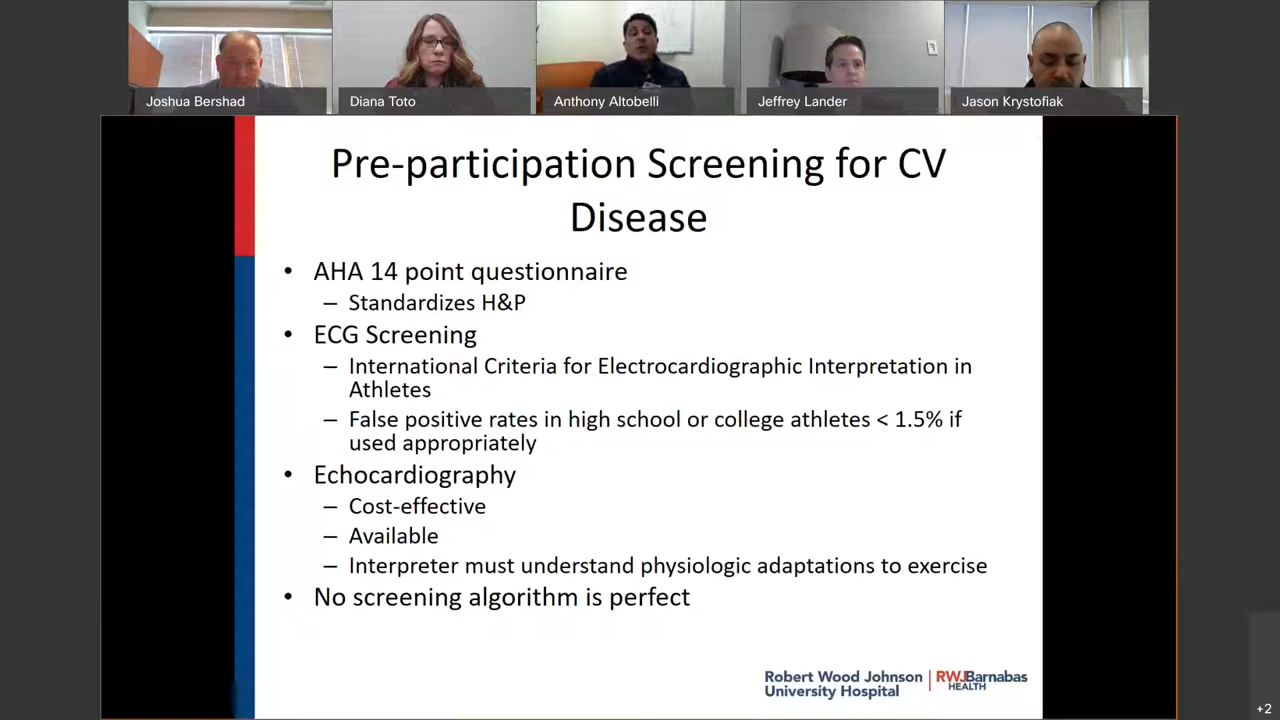 Joshua Bershad
Diana Toto
Anthony Altobelli
Jeffrey Lander
Jason Krystofiak
Pre-participation Screening for CV
Disease
• AHA 14 point questionnaire
– Standardizes H&P
• ECG Screening
– International Criteria for Electrocardiographic Interpretation in
Athletes
– False positive rates in high school or college athletes < 1.5% if
used appropriately
• Echocardiography
– Cost-effective
– Available
– Interpreter must understand physiologic adaptations to exercise
• No screening algorithm is perfect
Robert Wood Johnson
University Hospital
RWJBarnabas
HEALTH
+2